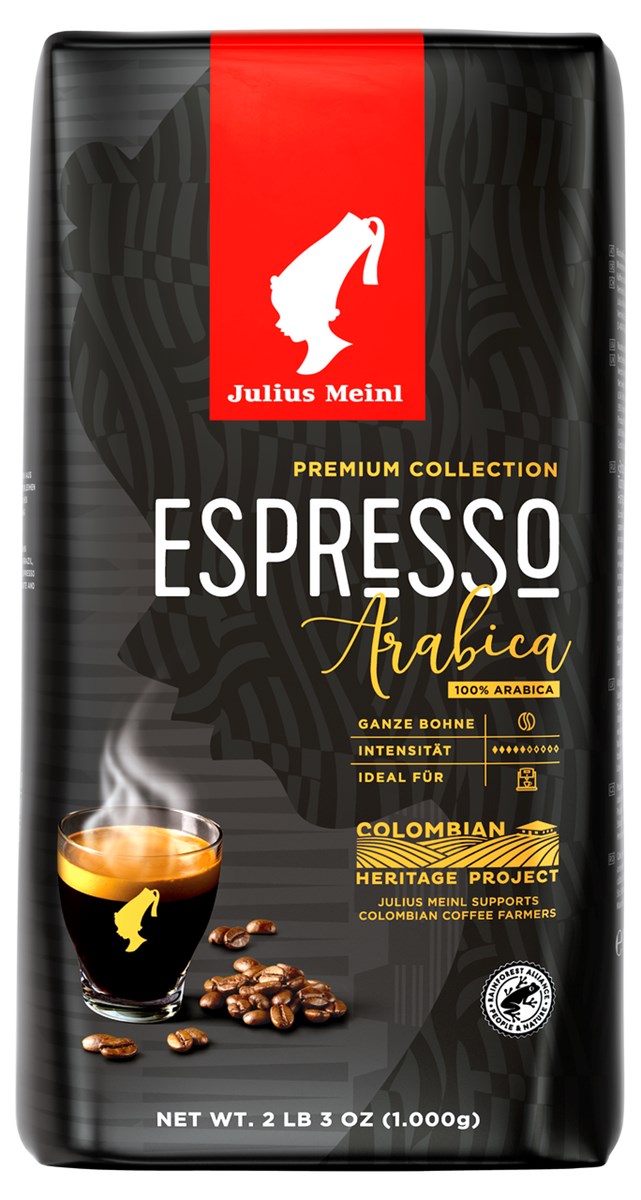 Julius Meinl
PREMIUM COLLECTION
ESPRESSO
Arabica
100% ARABICA
GANZE BOHNE
INTENSITÄT
IDEAL FÜR
COLOMBIAN
HERITAGE PROJECT
JULIUS MEINL SUPPORTS
COLOMBIAN COFFEE FARMERS
RAINFOREST ALLIANCE
PEOPLE & NATURE
NET WT. 2 LB 3 OZ (1.000g)